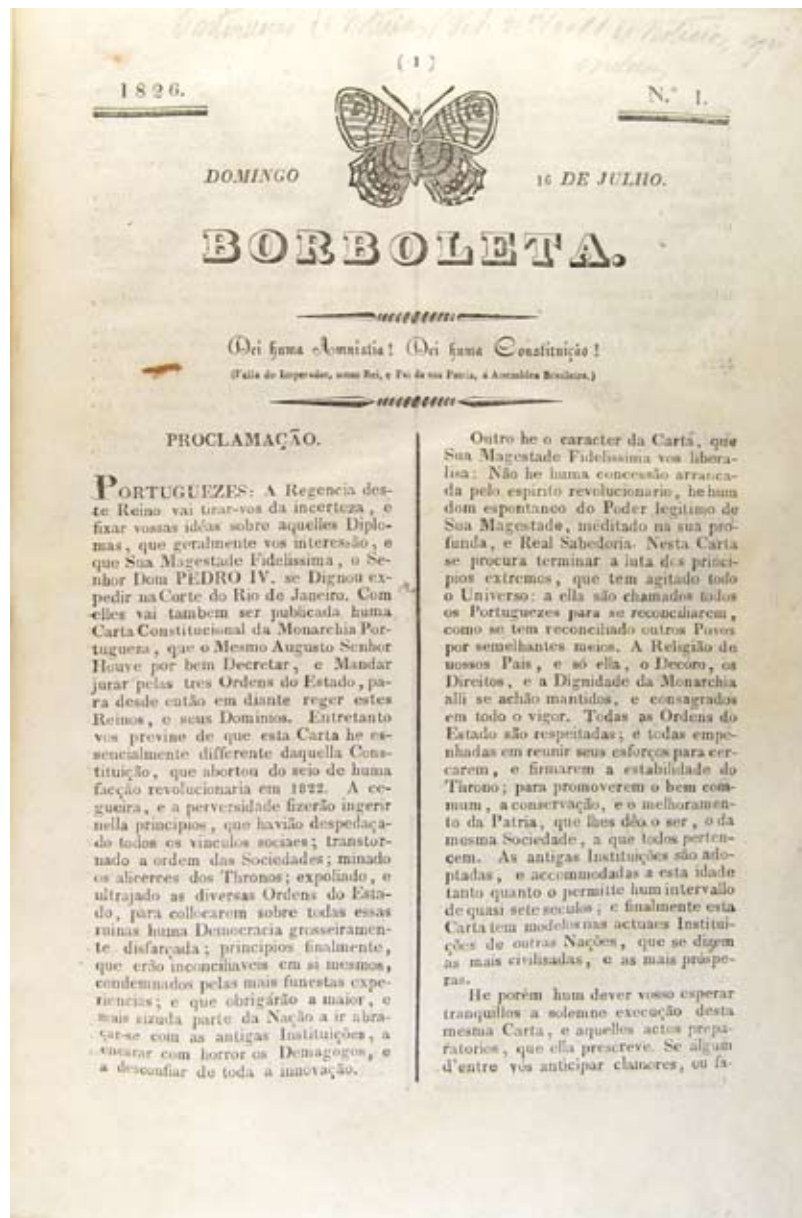 ( 1 )
1826.
N.º 1.
DOMINGO
16 DE JULHO.
BORBOLETA.
Dei huma Amnistia! Dei huma Constituição!
(Falla do Imperador, nosso Rei, e Pai da sua Patria, á Assemblea Brasileira.)
PROCLAMAÇÃO.
PORTUGUEZES: A Regencia des-
te Reino vai tirar-vos da incerteza, e
fixar vossas idéas sobre aquelles Diplo-
mas, que geralmente vos interessão, e
que Sua Magestade Fidelissima, o Se-
nhor Dom PEDRO IV. se Dignou ex-
pedir na Corte do Rio de Janeiro. Com
elles vai tambem ser publicada huma
Carta Constitucional da Monarchia Por-
tugueza, que o Mesmo Augusto Senhor
Houve por bem Decretar, e Mandar
jurar pelas tres Ordens do Estado, pa-
ra desde então em diante reger estes
Reinos, e seus Dominios. Entretanto
vos previne de que esta Carta he es-
sencialmente differente daquella Cons-
tituição, que abortou do seio de huma
facção revolucionaria em 1822. A ce-
gueira, e a perversidade fizerão ingerir
nella principios, que havião despedaça-
do todos os vinculos sociaes; transtor-
nado a ordem das Sociedades; minado
os alicerces dos Thronos; expoliado, e
ultrajado as diversas Ordens do Esta-
do, para collocarem sobre todas essas
ruinas huma Democracia grosseiramen-
te disfarçada; principios finalmente,
que erão inconciliaveis em si mesmos,
condemnados pelas mais funestas expe-
riencias; e que obrigárão a maior, e
mais sizuda parte da Nação a ir abra-
çar-se com as antigas Instituições, a
encarar com horror os Demagogos, e
a desconfiar de toda a innovação.
Outro he o caracter da Carta, que
Sua Magestade Fidelissima vos libera-
lisa: Não he huma concessão arranca-
da pelo espirito revolucionario, he hum
dom espontaneo do Poder legitimo de
Sua Magestade, meditado na sua pro-
funda, e Real Sabedoria. Nesta Carta
se procura terminar a luta dos princi-
pios extremos, que tem agitado todo
o Universo: a ella são chamados todos
os Portuguezes para se reconciliarem,
como se tem reconciliado outros Povos
por semelhantes meios. A Religião de
nossos Pais, e só ella, o Decóro, os
Direitos, e a Dignidade da Monarchia
alli se achão mantidos, e consagrados
em todo o vigor. Todas as Ordens do
Estado são respeitadas; e todas empe-
nhadas em reunir seus esforços para cer-
carem, e firmarem a estabilidade do
Throno; para promoverem o bem com-
mum, a conservação, e o melhoramen-
to da Patria, que lhes dêo o ser, o da
mesma Sociedade, a que todos perten-
cem. As antigas Instituições são ado-
ptadas, e accommodadas a esta idade
tanto quanto o permitte hum intervallo
de quasi sete seculos; e finalmente esta
Carta tem modelos nas actuaes Institui-
ções de outras Nações, que se dizem
as mais civilisadas, e as mais próspe-
ras.
He porém hum dever vosso esperar
tranquillos a solemne execução desta
mesma Carta, e aquelles actos prepa-
ratorios, que ella prescreve. Se algum
d'entre vós anticipar clamores, ou fa-